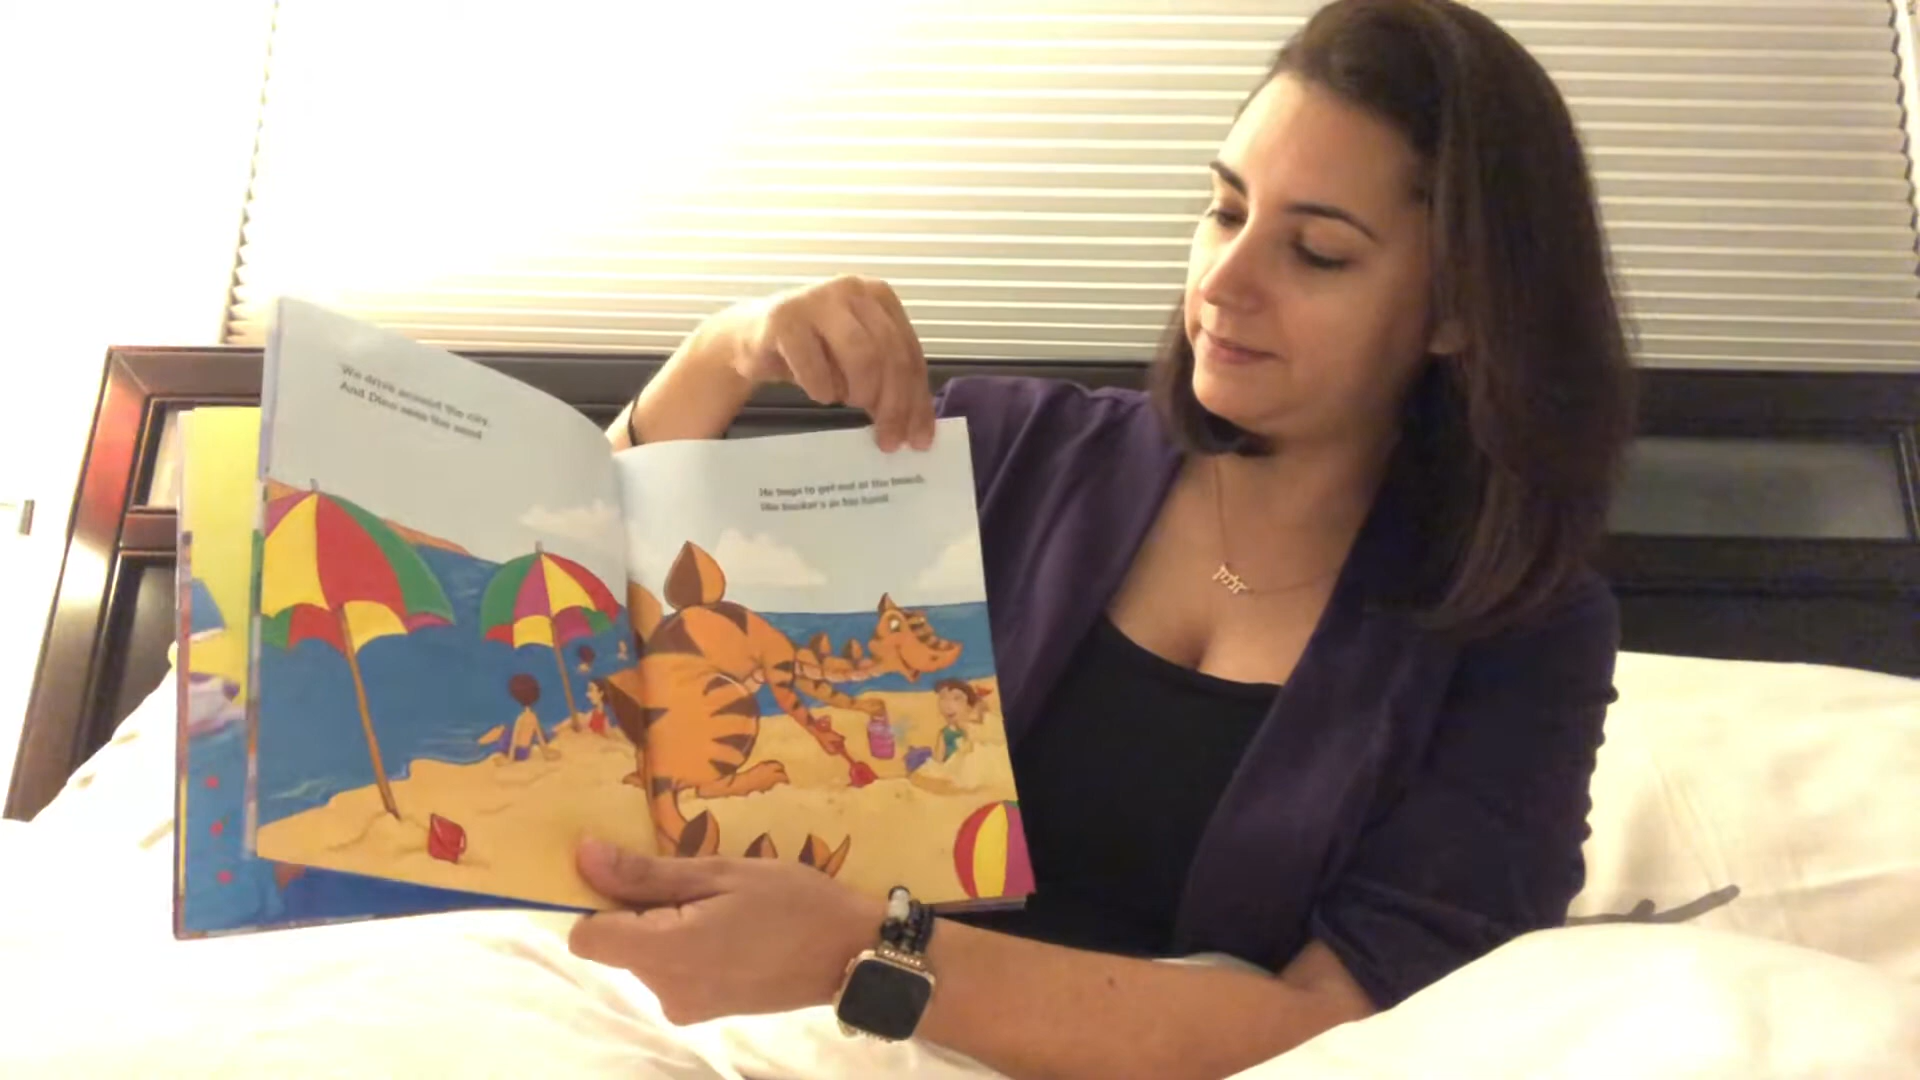 We drive around the city.
And Dino sees the sand
He begs to get out at the beach.
His bucket's in his hand.